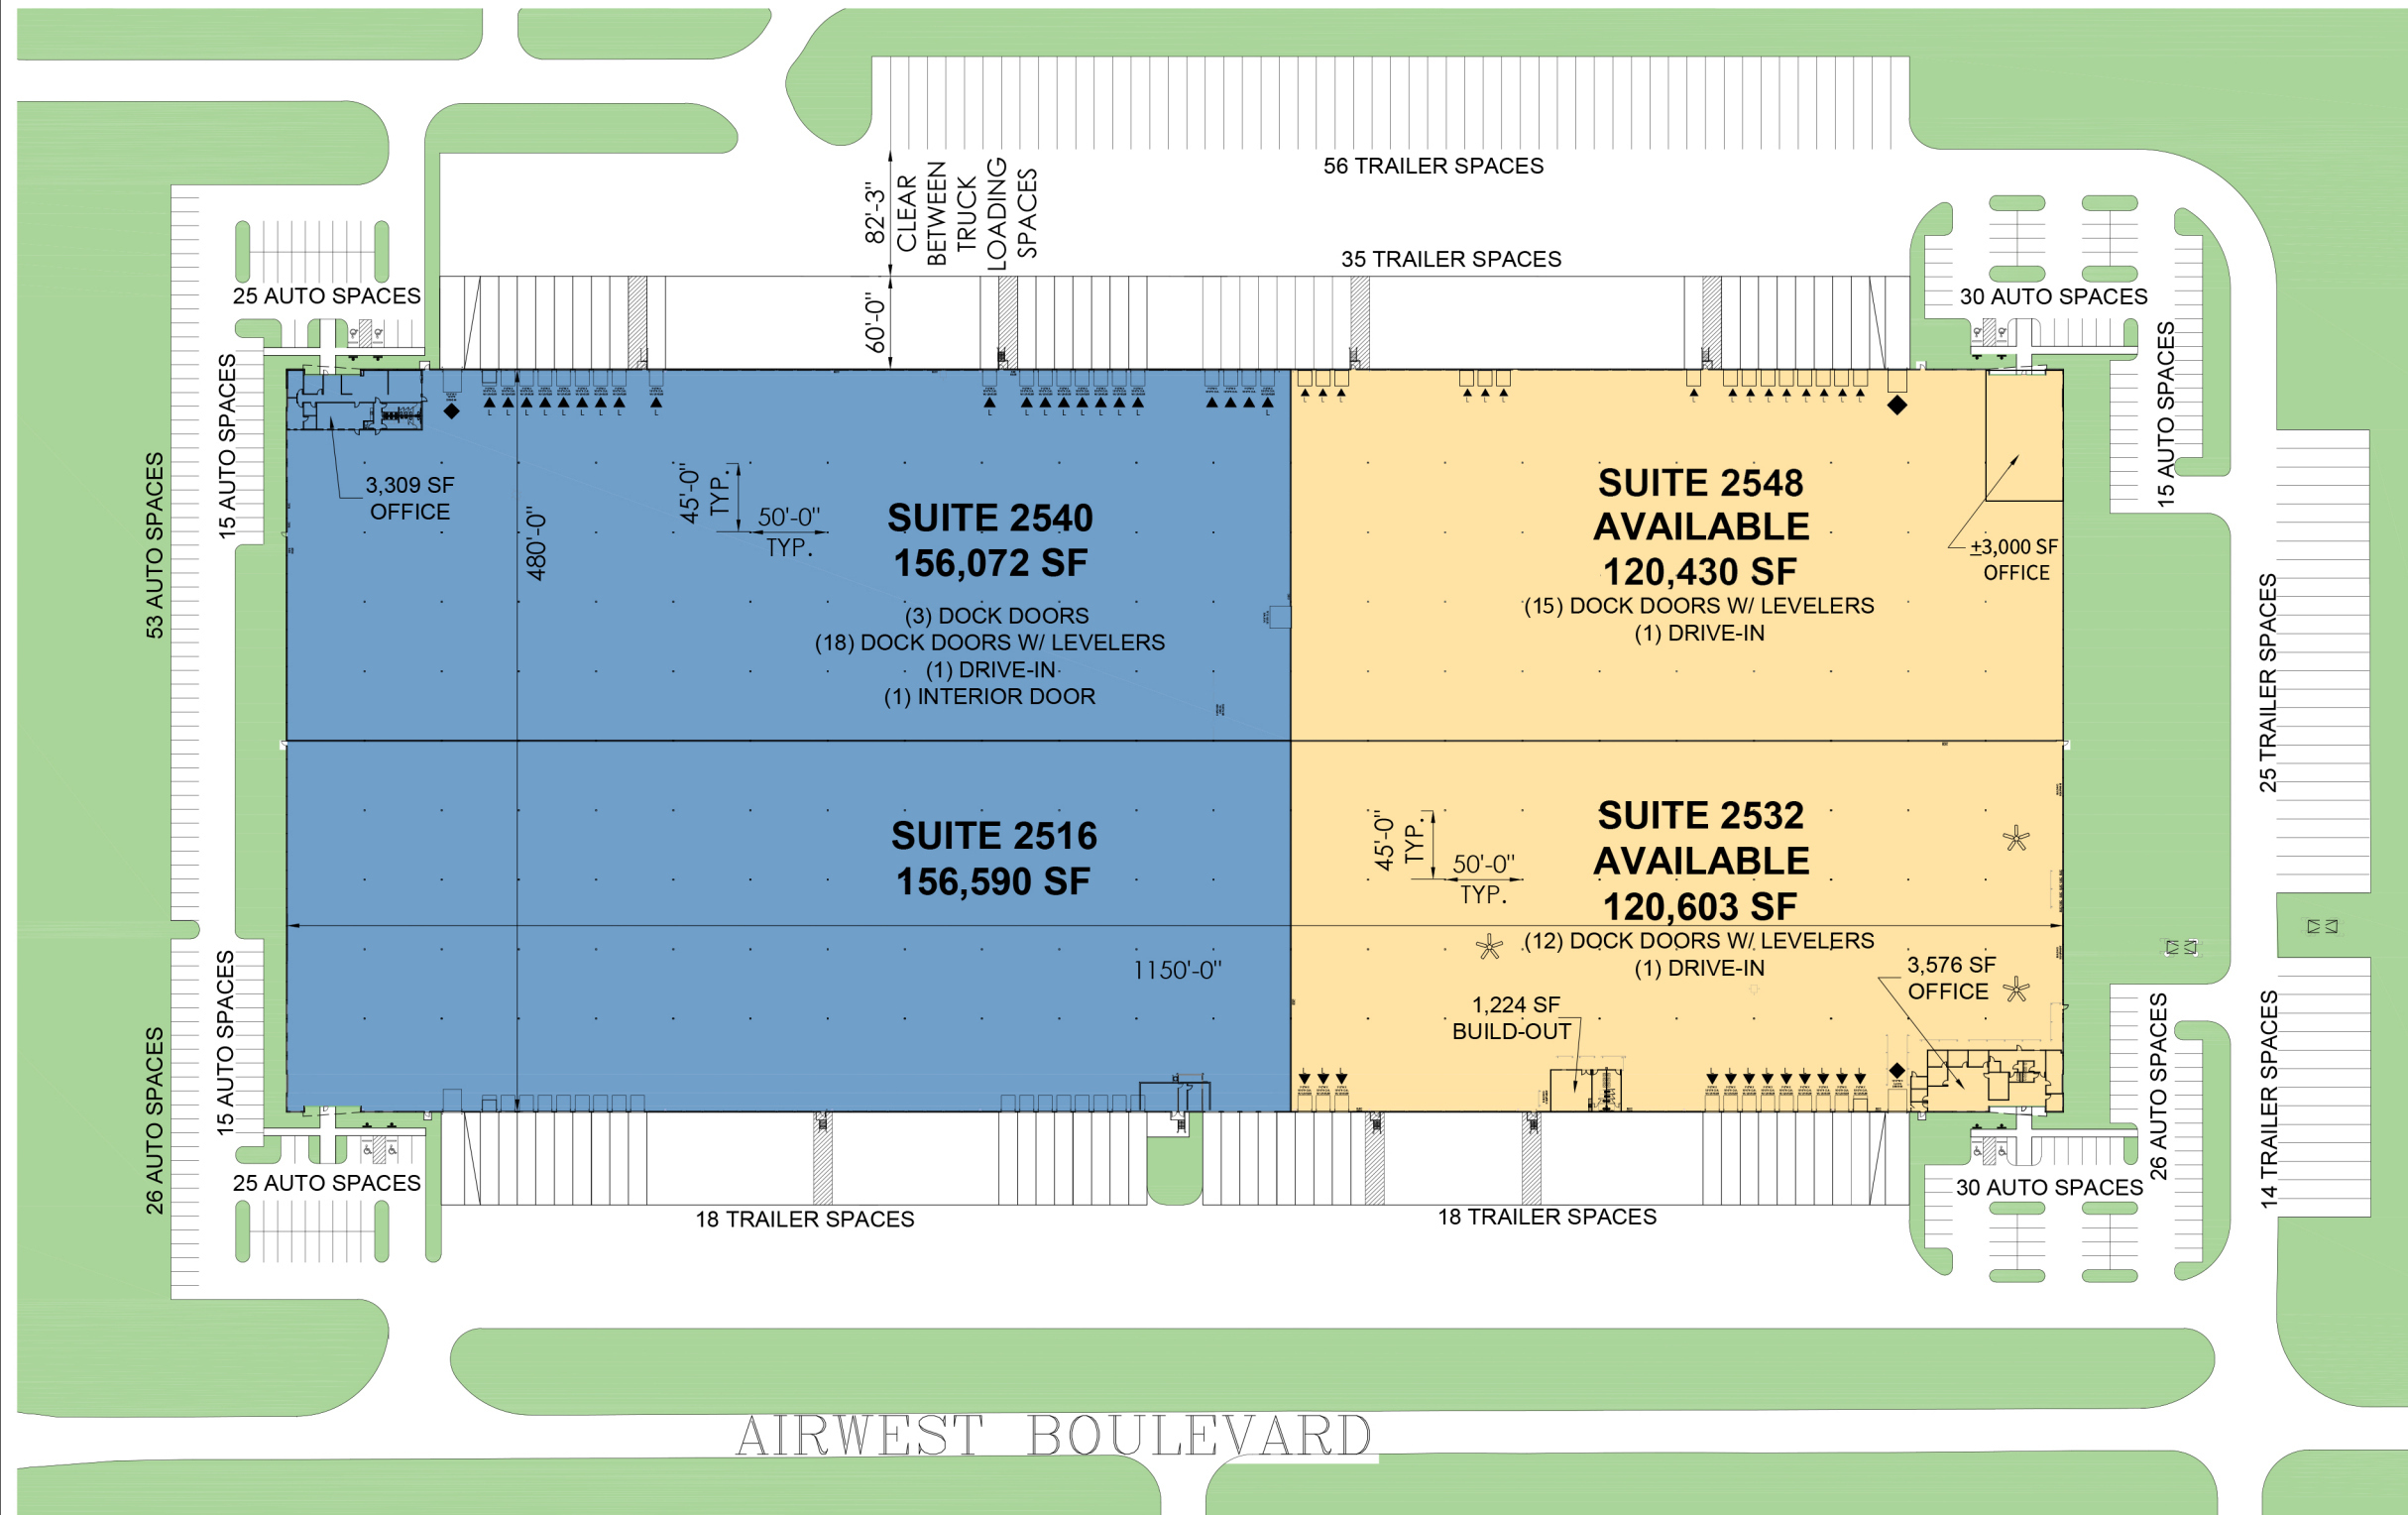 56 TRAILER SPACES
82'-3"
CLEAR
BETWEEN
TRUCK
LOADING
SPACES
35 TRAILER SPACES
60'-0"
25 AUTO SPACES
30 AUTO SPACES
15 AUTO SPACES
53 AUTO SPACES
15 AUTO SPACES
25 TRAILER SPACES
3,309 SF
OFFICE
480'-0"
45'-0"
TYP.
50'-0"
TYP.
SUITE 2540
156,072 SF
(3) DOCK DOORS
(18) DOCK DOORS W/ LEVELERS
(1) DRIVE-IN
(1) INTERIOR DOOR
SUITE 2548
AVAILABLE
120,430 SF
(15) DOCK DOORS W/ LEVELERS
(1) DRIVE-IN
±3,000 SF
OFFICE
SUITE 2516
156,590 SF
1150'-0"
45'-0"
TYP.
50'-0"
TYP.
SUITE 2532
AVAILABLE
120,603 SF
(12) DOCK DOORS W/ LEVELERS
(1) DRIVE-IN
1,224 SF
BUILD-OUT
3,576 SF
OFFICE
15 AUTO SPACES
26 AUTO SPACES
26 AUTO SPACES
14 TRAILER SPACES
25 AUTO SPACES
30 AUTO SPACES
18 TRAILER SPACES
18 TRAILER SPACES
AIRWEST BOULEVARD